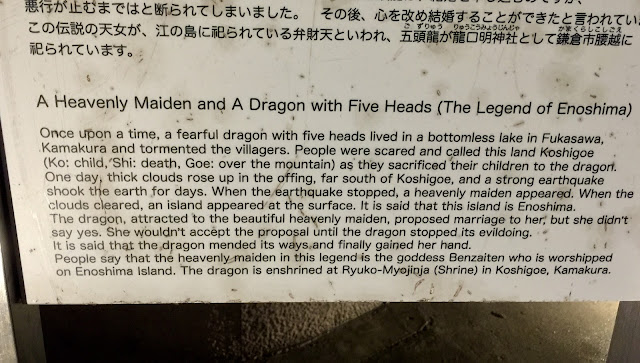 悪行が止むまではと断られてしまいました。 その後、心を改め結婚することができたと言われてい
この伝説の天女が、江の島に祀られている弁財天といわれ、五頭龍が龍口明神社として鎌倉市腰越に
祀られています。
A Heavenly Maiden and A Dragon with Five Heads (The Legend of Enoshima)
Once upon a time, a fearful dragon with five heads lived in a bottomless lake in Fukasawa,
Kamakura and tormented the villagers. People were scared and called this land Koshigoe
(Ko: child, Shi: death, Goe: over the mountain) as they sacrificed their children to the dragon.
One day, thick clouds rose up in the offing, far south of Koshigoe, and a strong earthquake
shook the earth for days. When the earthquake stopped, a heavenly maiden appeared. When the
clouds cleared, an island appeared at the surface. It is said that this island is Enoshima.
The dragon, attracted to the beautiful heavenly maiden, proposed marriage to her, but she didn't
say yes. She wouldn't accept the proposal until the dragon stopped its evildoing.
It is said that the dragon mended its ways and finally gained her hand.
People say that the heavenly maiden in this legend is the goddess Benzaiten who is worshipped
on Enoshima Island. The dragon is enshrined at Ryuko-Myojinja (Shrine) in Koshigoe, Kamakura.